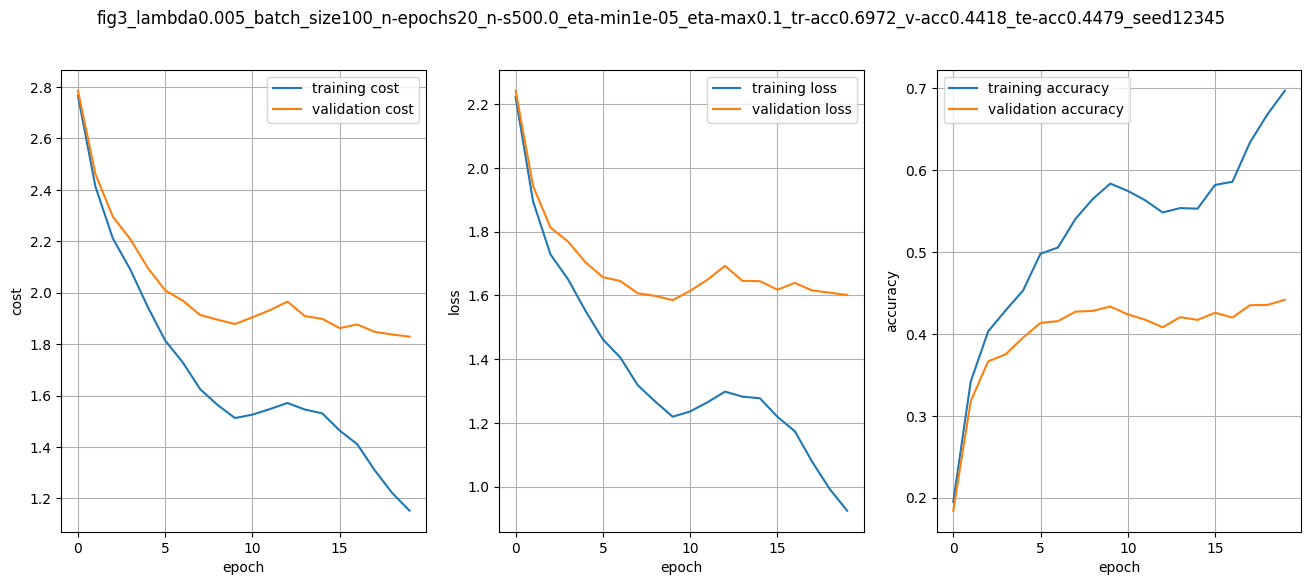 fig3_lambda0.005_batch_size100_n-epochs20_n-s500.0_eta-min1e-05_eta-max0.1_tr-acc0.6972_v-acc0.4418_te-acc0.4479_seed12345
training cost
validation cost
2.8
2.6
2.4
2.2
2.0
1.8
1.6
1.4
1.2
cost
0
5
10
15
epoch
training loss
validation loss
2.2
2.0
1.8
1.6
1.4
1.2
1.0
loss
0
5
10
15
epoch
training accuracy
validation accuracy
0.7
0.6
0.5
0.4
0.3
0.2
accuracy
0
5
10
15
epoch